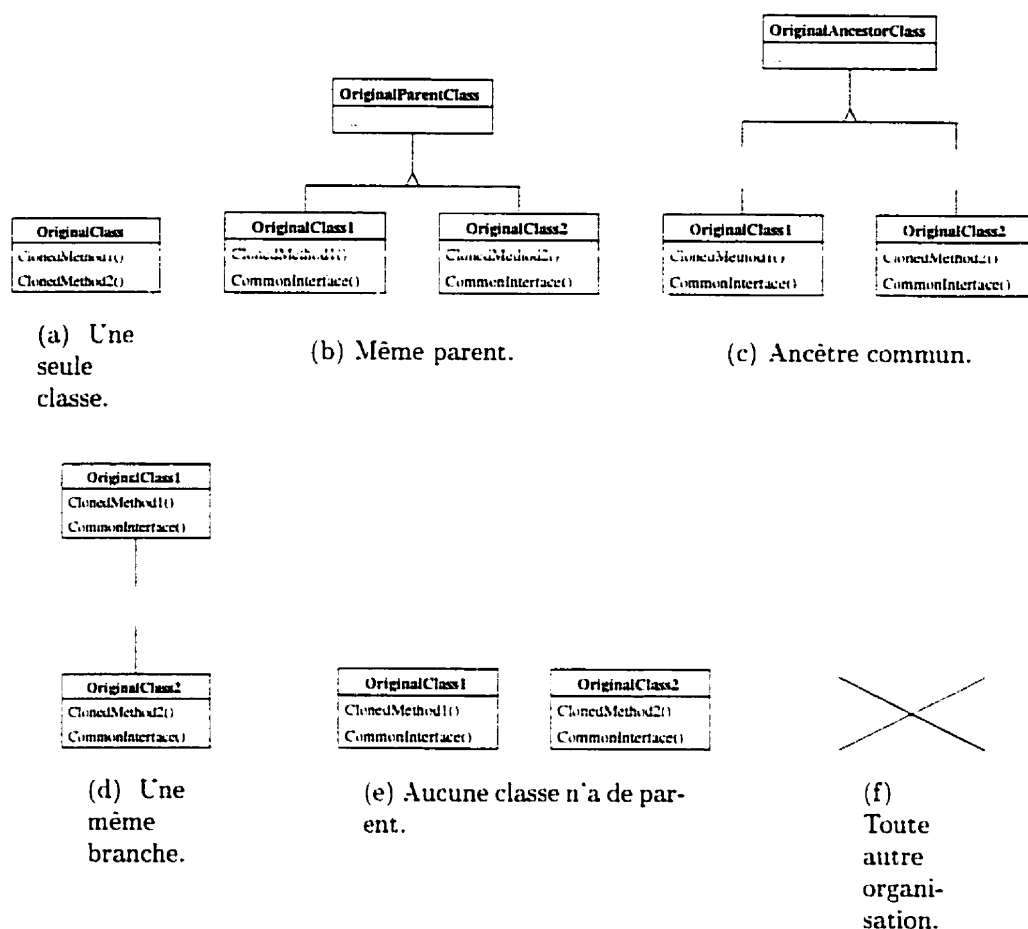 OriginalAncestorClass
OriginalParentClass
OriginalClass
ClonedMethod1()
ClonedMethod2()
OriginalClass1
ClonedMethod1()
CommonInterface()
OriginalClass2
ClonedMethod2()
CommonInterface()
OriginalClass1
ClonedMethod1()
CommonInterface()
OriginalClass2
ClonedMethod2()
CommonInterface()
(a) Une
seule
classe.
(b) Même parent.
(c) Ancêtre commun.
OriginalClass1
ClonedMethod1()
CommonInterface()
OriginalClass2
ClonedMethod2()
CommonInterface()
OriginalClass1
ClonedMethod1()
CommonInterface()
OriginalClass2
ClonedMethod2()
CommonInterface()
(d) Une
même
branche.
(e) Aucune classe n'a de par-
ent.
(f)
Toute
autre
organi-
sation.